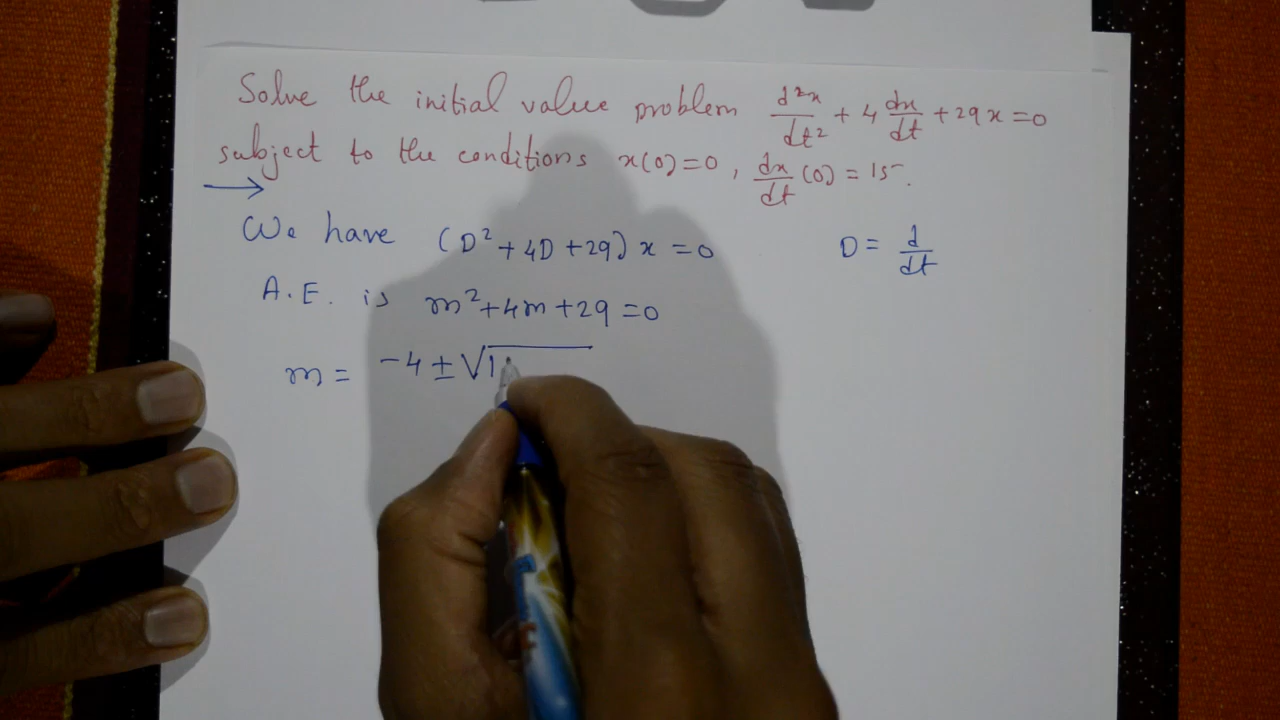 Solve the initial value problem d²x/dt² + 4 dx/dt + 29x = 0
subject to the conditions x(0) = 0, dx/dt (0) = 15.
We have (D² + 4D + 29) x = 0 D = d/dt
A.E. is m² + 4m + 29 = 0
m = -4 ± √1